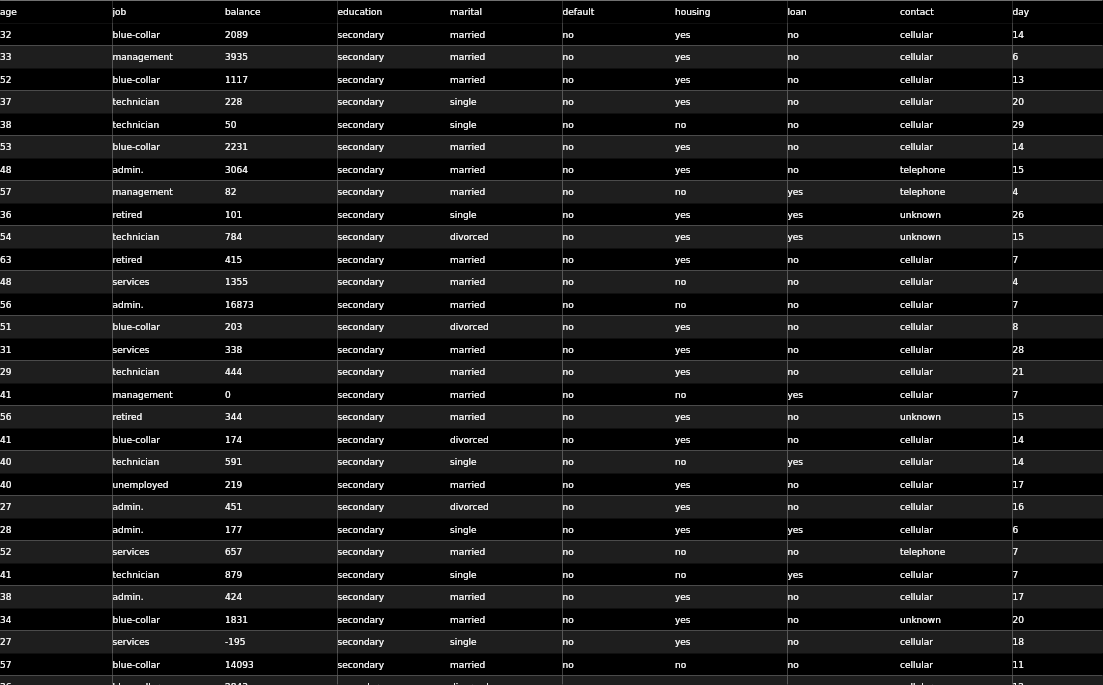 age job balance education marital default housing loan contact day
32 blue-collar 2089 secondary married no yes no cellular 14
33 management 3935 secondary married no yes no cellular 6
52 blue-collar 1117 secondary married no yes no cellular 13
37 technician 228 secondary single no yes no cellular 20
38 technician 50 secondary single no no no cellular 29
53 blue-collar 2231 secondary married no yes no cellular 14
48 admin. 3064 secondary married no yes no telephone 15
57 management 82 secondary married no no yes telephone 4
36 retired 101 secondary single no yes yes unknown 26
54 technician 784 secondary divorced no yes yes unknown 15
63 retired 415 secondary married no yes no cellular 7
48 services 1355 secondary married no no no cellular 4
56 admin. 16873 secondary married no no no cellular 7
51 blue-collar 203 secondary divorced no yes no cellular 8
31 services 338 secondary married no yes no cellular 28
29 technician 444 secondary married no yes no cellular 21
41 management 0 secondary married no no yes cellular 7
56 retired 344 secondary married no yes no unknown 15
41 blue-collar 174 secondary divorced no yes no cellular 14
40 technician 591 secondary single no no yes cellular 14
40 unemployed 219 secondary married no yes no cellular 17
27 admin. 451 secondary divorced no yes no cellular 16
28 admin. 177 secondary single no yes yes cellular 6
52 services 657 secondary married no no no telephone 7
41 technician 879 secondary single no no yes cellular 7
38 admin. 424 secondary married no yes no cellular 17
34 blue-collar 1831 secondary married no yes no unknown 20
27 services -195 secondary single no yes no cellular 18
57 blue-collar 14093 secondary married no no no cellular 11